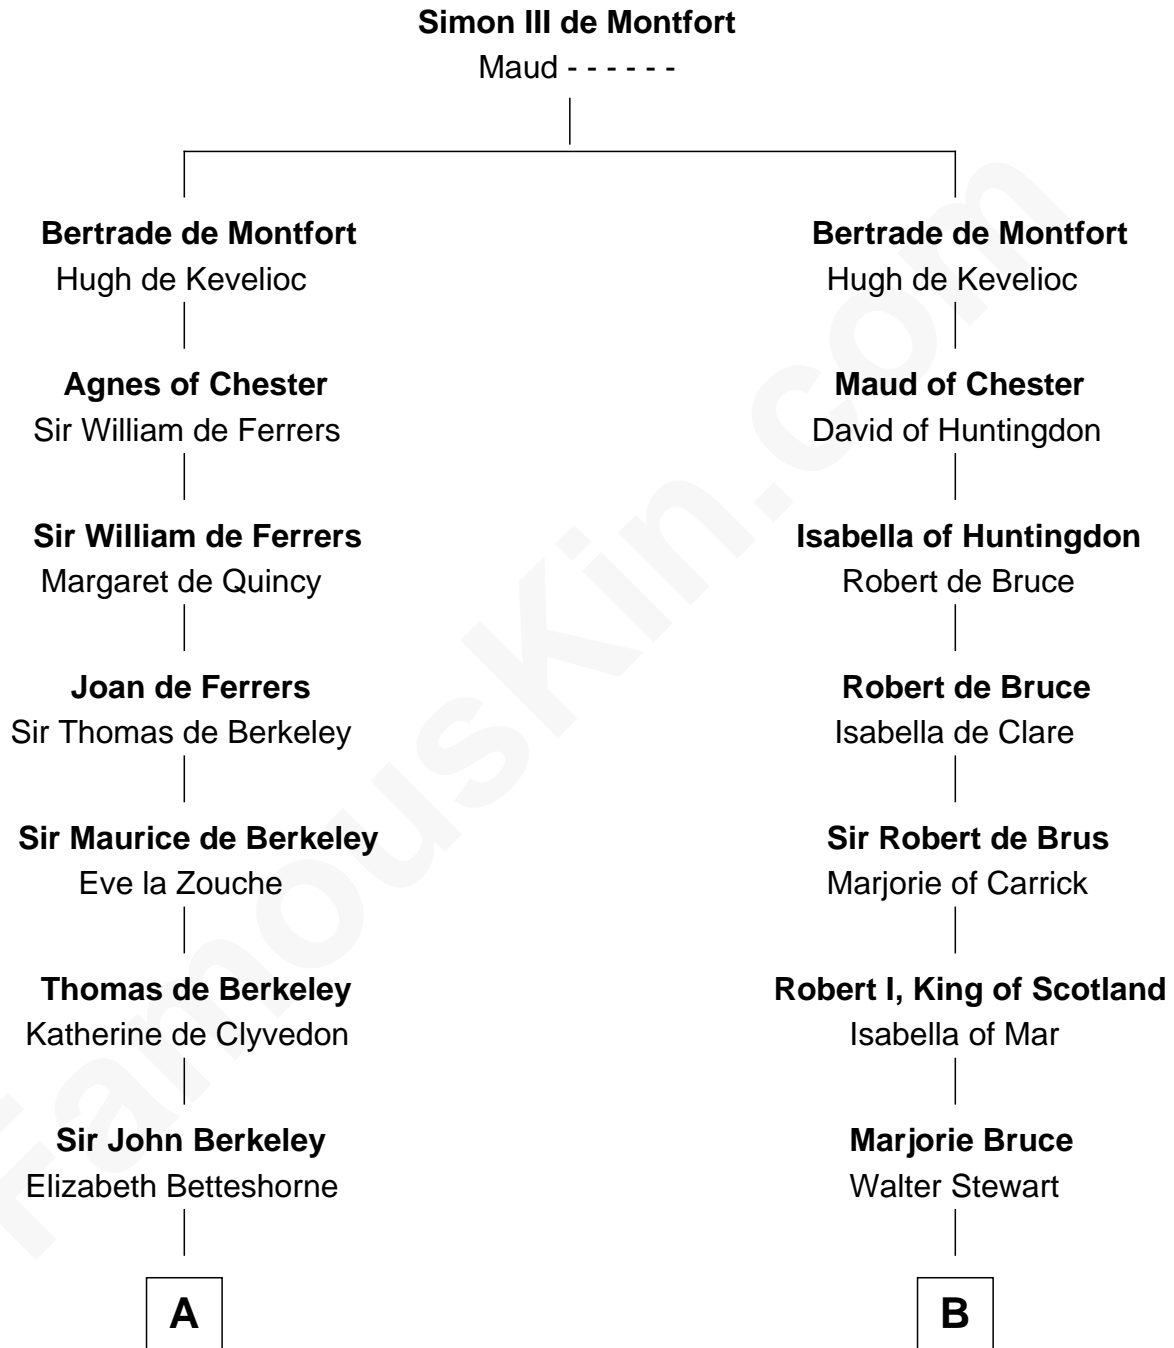 Simon III de Montfort
Maud - - - - - -
Bertrade de Montfort
Hugh de Kevelioc
Agnes of Chester
Sir William de Ferrers
Sir William de Ferrers
Margaret de Quincy
Joan de Ferrers
Sir Thomas de Berkeley
Sir Maurice de Berkeley
Eve la Zouche
Thomas de Berkeley
Katherine de Clyvedon
Sir John Berkeley
Elizabeth Betteshorne
A
Bertrade de Montfort
Hugh de Kevelioc
Maud of Chester
David of Huntingdon
Isabella of Huntingdon
Robert de Bruce
Robert de Bruce
Isabella de Clare
Sir Robert de Brus
Marjorie of Carrick
Robert I, King of Scotland
Isabella of Mar
Marjorie Bruce
Walter Stewart
B
FamousKin.com